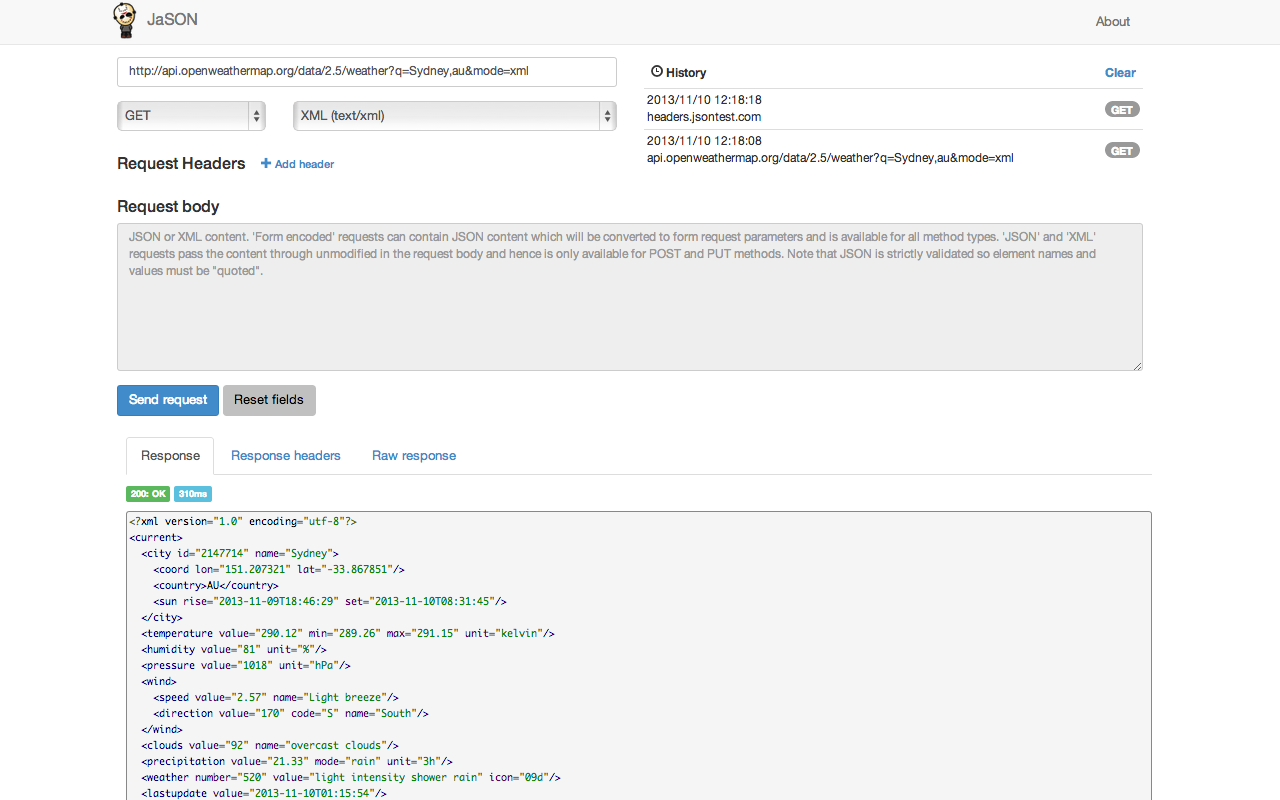 JaSON
About
http://api.openweathermap.org/data/2.5/weather?q=Sydney,au&mode=xml
GET
XML (text/xml)
History
Clear
2013/11/10 12:18:18
headers.jsontest.com
GET
2013/11/10 12:18:08
api.openweathermap.org/data/2.5/weather?q=Sydney,au&mode=xml
GET
Request Headers
Add header
Request body
JSON or XML content. 'Form encoded' requests can contain JSON content which will be converted to form request parameters and is available for all method types. 'JSON' and 'XML'
requests pass the content through unmodified in the request body and hence is only available for POST and PUT methods. Note that JSON is strictly validated so element names and
values must be "quoted".
Send request
Reset fields
Response
Response headers
Raw response
200: OK
310ms
<?xml version="1.0" encoding="utf-8"?>
<current>
  <city id="2147714" name="Sydney">
    <coord lon="151.207321" lat="-33.867851"/>
    <country>AU</country>
    <sun rise="2013-11-09T18:46:29" set="2013-11-10T08:31:45"/>
  </city>
  <temperature value="290.12" min="289.26" max="291.15" unit="kelvin"/>
  <humidity value="81" unit="%"/>
  <pressure value="1018" unit="hPa"/>
  <wind>
    <speed value="2.57" name="Light breeze"/>
    <direction value="170" code="S" name="South"/>
  </wind>
  <clouds value="92" name="overcast clouds"/>
  <precipitation value="21.33" mode="rain" unit="3h"/>
  <weather number="520" value="light intensity shower rain" icon="09d"/>
  <lastupdate value="2013-11-10T01:15:54"/>